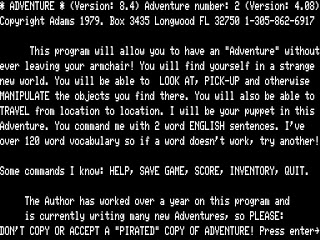 * ADVENTURE * (Version: 8.4) Adventure number: 2 (Version: 4.08)
Copyright Adams 1979. Box 3435 Longwood FL 32750 1-305-862-6917
This program will allow you to have an "Adventure" without
ever leaving your armchair! You will find yourself in a strange
new world. You will be able to LOOK AT, PICK-UP and otherwise
MANIPULATE the objects you find there. You will also be able to
TRAVEL from location to location. I will be your puppet in this
Adventure. You command me with 2 word ENGLISH sentences. I've
over 120 word vocabulary so if a word doesn't work, try another!
Some commands I know: HELP, SAVE GAME, SCORE, INVENTORY, QUIT.
The Author has worked over a year on this program and
is currently writing many new Adventures, so PLEASE:
DON'T COPY OR ACCEPT A "PIRATED" COPY OF ADVENTURE! Press enter→